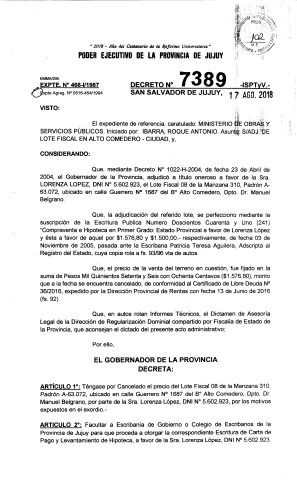 "2018 - Año del Centenario de la Reforma Universitaria"
PODER EJECUTIVO DE LA PROVINCIA DE JUJUY
EXPTE. N° 468-I/1987
Agreg. N° 0516-454/1994
DECRETO N° 7389 -ISPTyV.-
SAN SALVADOR DE JUJUY, 17 AGO. 2018
VISTO:
El expediente de referencia, caratulado: MINISTERIO DE OBRAS Y
SERVICIOS PÚBLICOS. Iniciado por: IBARRA, ROQUE ANTONIO. Asunto: S/ADJ. DE
LOTE FISCAL EN ALTO COMEDERO - CIUDAD, y,
CONSIDERANDO:
Que, mediante Decreto N° 1022-H-2004, de fecha 23 de Abril de
2004, el Gobernador de la Provincia, adjudicó a título oneroso a favor de la Sra.
LORENZA LOPEZ, DNI N° 5.602.923, el Lote Fiscal 08 de la Manzana 310, Padrón A-
63.072, ubicado en calle Guerrero N° 1687 del B° Alto Comedero, Dpto. Dr. Manuel
Belgrano.
Que, la adjudicación del referido lote, se perfecciono mediante la
suscripción de la Escritura Publica Numero Doscientos Cuarenta y Uno (241)
"Compraventa e Hipoteca en Primer Grado: Estado Provincial a favor de Lorenza López y
ésta a favor de aquel por $1.576,80 y $1.500,00.- respectivamente, de fecha 03 de
Noviembre de 2005, pasada ante la Escribana Patricia Teresa Aguilera, Adscripta al
Registro del Estado, cuya copia rola a fs. 93/96 vta de autos.
Que, el precio de la venta del terreno en cuestión, fue fijado en la
suma de Pesos Mil Quinientos Setenta y Seis con Ochenta Centavos ($1.576,80), monto
que a la fecha se encuentra cancelado, de conformidad al Certificado de Libre Deuda N°
36/2016, expedido por la Dirección Provincial de Rentas con fecha 13 de Junio de 2016
(fs. 92)
Que, en autos rolan Informes Técnicos, el Dictamen de Asesoría
Legal de la Dirección de Regularización Dominial compartido por Fiscalía de Estado de
la Provincia, que aconsejan el dictado del presente acto administrativo;
Por ello,
EL GOBERNADOR DE LA PROVINCIA
DECRETA:
ARTÍCULO 1°: Téngase por Cancelado el precio del Lote Fiscal 08 de la Manzana 310,
Padrón A-63.072, ubicado en calle Guerrero N° 1687 del B° Alto Comedero, Dpto. Dr.
Manuel Belgrano, por parte de la Sra. Lorenza López, DNI N° 5.602.923, por los motivos
expuestos en el exordio.-
ARTÍCULO 2°: Facultar a Escribanía de Gobierno o Colegio de Escribanos de la
Provincia de Jujuy para que proceda a otorgar la correspondiente Escritura de Carta de
Pago y Levantamiento de Hipoteca, a favor de la Sra. Lorenza López, DNI N° 5.602.923.